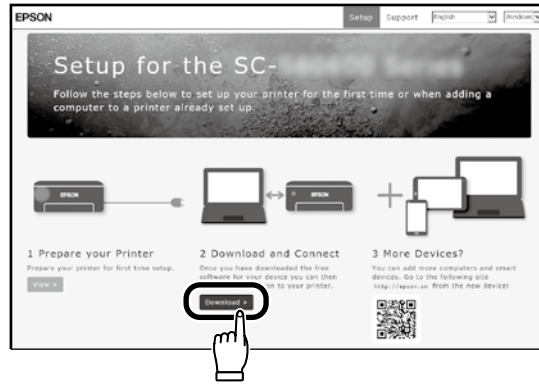 EPSON
Setup Support English Windows
Setup for the SC-
Follow the steps below to set up your printer for the first time or when adding a
computer to a printer already set up.
EPSON
EPSON
1 Prepare your Printer
Prepare your printer for first time setup.
View »
2 Download and Connect
Once you have downloaded the free
software for your device you can then
on to your printer.
Download »
3 More Devices?
You can add more computers and smart
devices. Go to the following site
http://epson.sn from the new device!